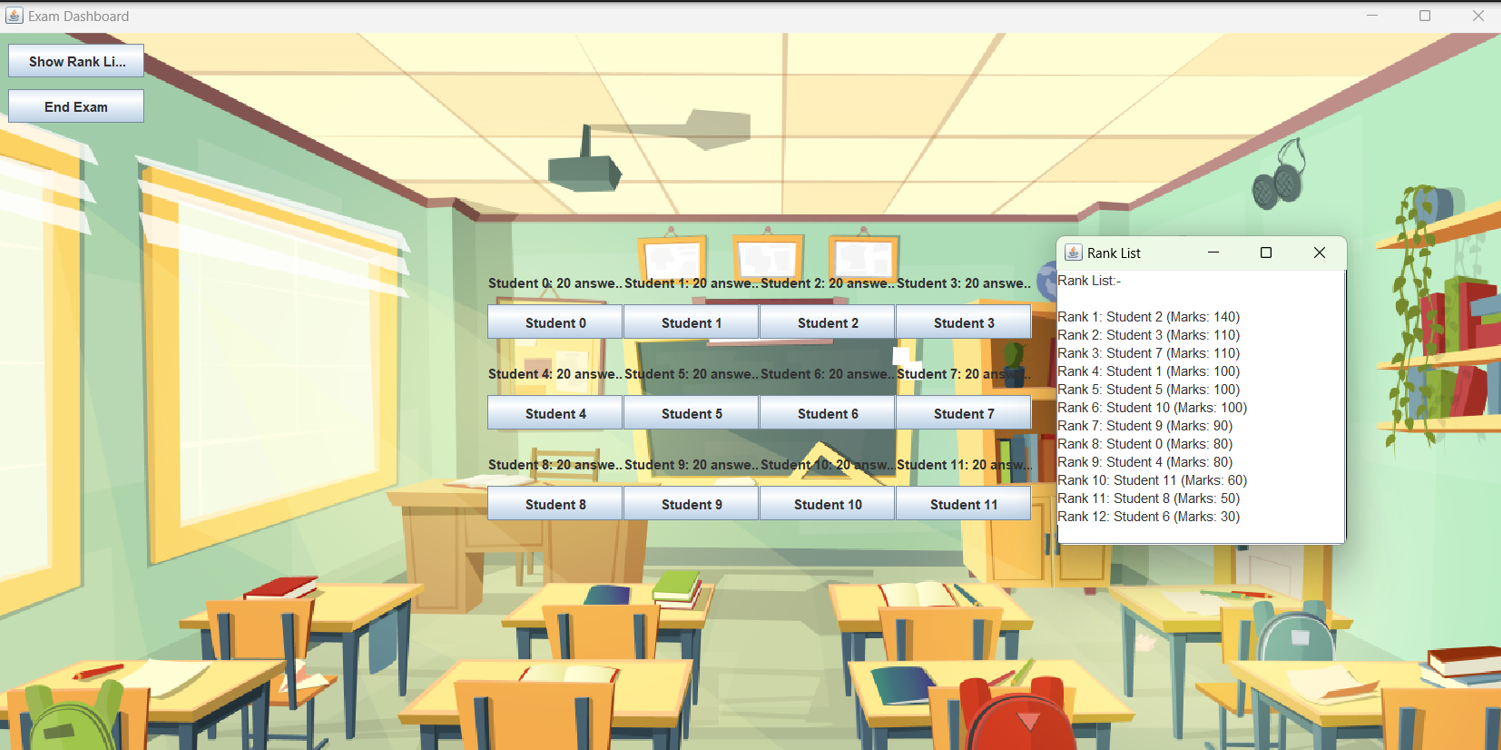 Exam Dashboard
Show Rank Li...
End Exam
Student 0: 20 answe.. Student 1: 20 answe.. Student 2: 20 answe.. Student 3: 20 answe..
Student 0 Student 1 Student 2 Student 3
Student 4: 20 answe.. Student 5: 20 answe.. Student 6: 20 answe.. Student 7: 20 answ...
Student 4 Student 5 Student 6 Student 7
Student 8: 20 answe.. Student 9: 20 answe.. Student 10: 20 answ... Student 11: 20 answ...
Student 8 Student 9 Student 10 Student 11
Rank List
Rank List:-
Rank 1: Student 2 (Marks: 140)
Rank 2: Student 3 (Marks: 110)
Rank 3: Student 7 (Marks: 110)
Rank 4: Student 1 (Marks: 100)
Rank 5: Student 5 (Marks: 100)
Rank 6: Student 10 (Marks: 100)
Rank 7: Student 9 (Marks: 90)
Rank 8: Student 0 (Marks: 80)
Rank 9: Student 4 (Marks: 80)
Rank 10: Student 11 (Marks: 60)
Rank 11: Student 8 (Marks: 50)
Rank 12: Student 6 (Marks: 30)